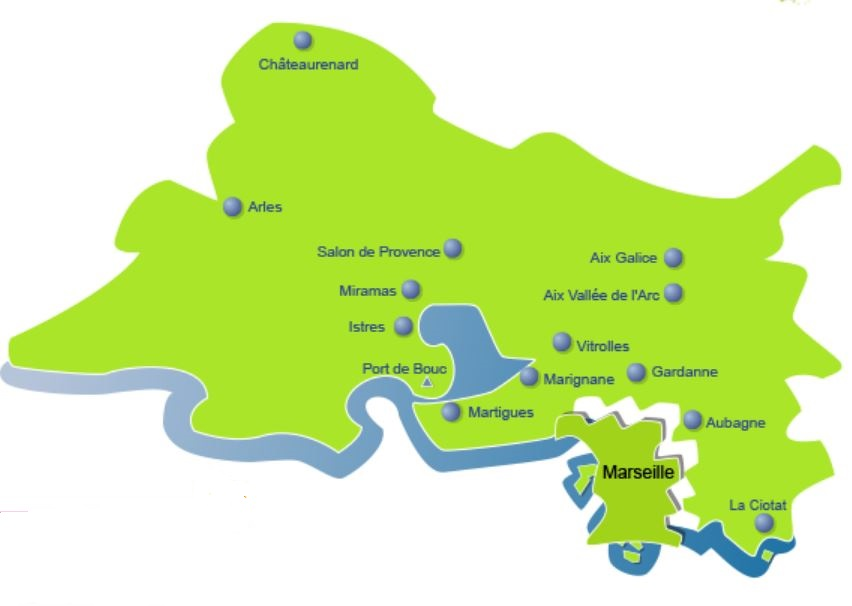 Châteaurenard
Arles
Salon de Provence
Aix Galice
Miramas
Aix Vallée de l'Arc
Istres
Vitrolles
Port de Bouc
Marignane
Gardanne
Martigues
Aubagne
Marseille
La Ciotat